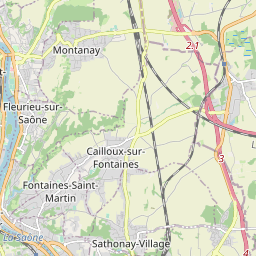 2.1
Montanay
Fleurieu-sur-
Saône
Cailloux-sur-
Fontaines
3
Fontaines-Saint-
Martin
La Saône
Sathonay-Village
4